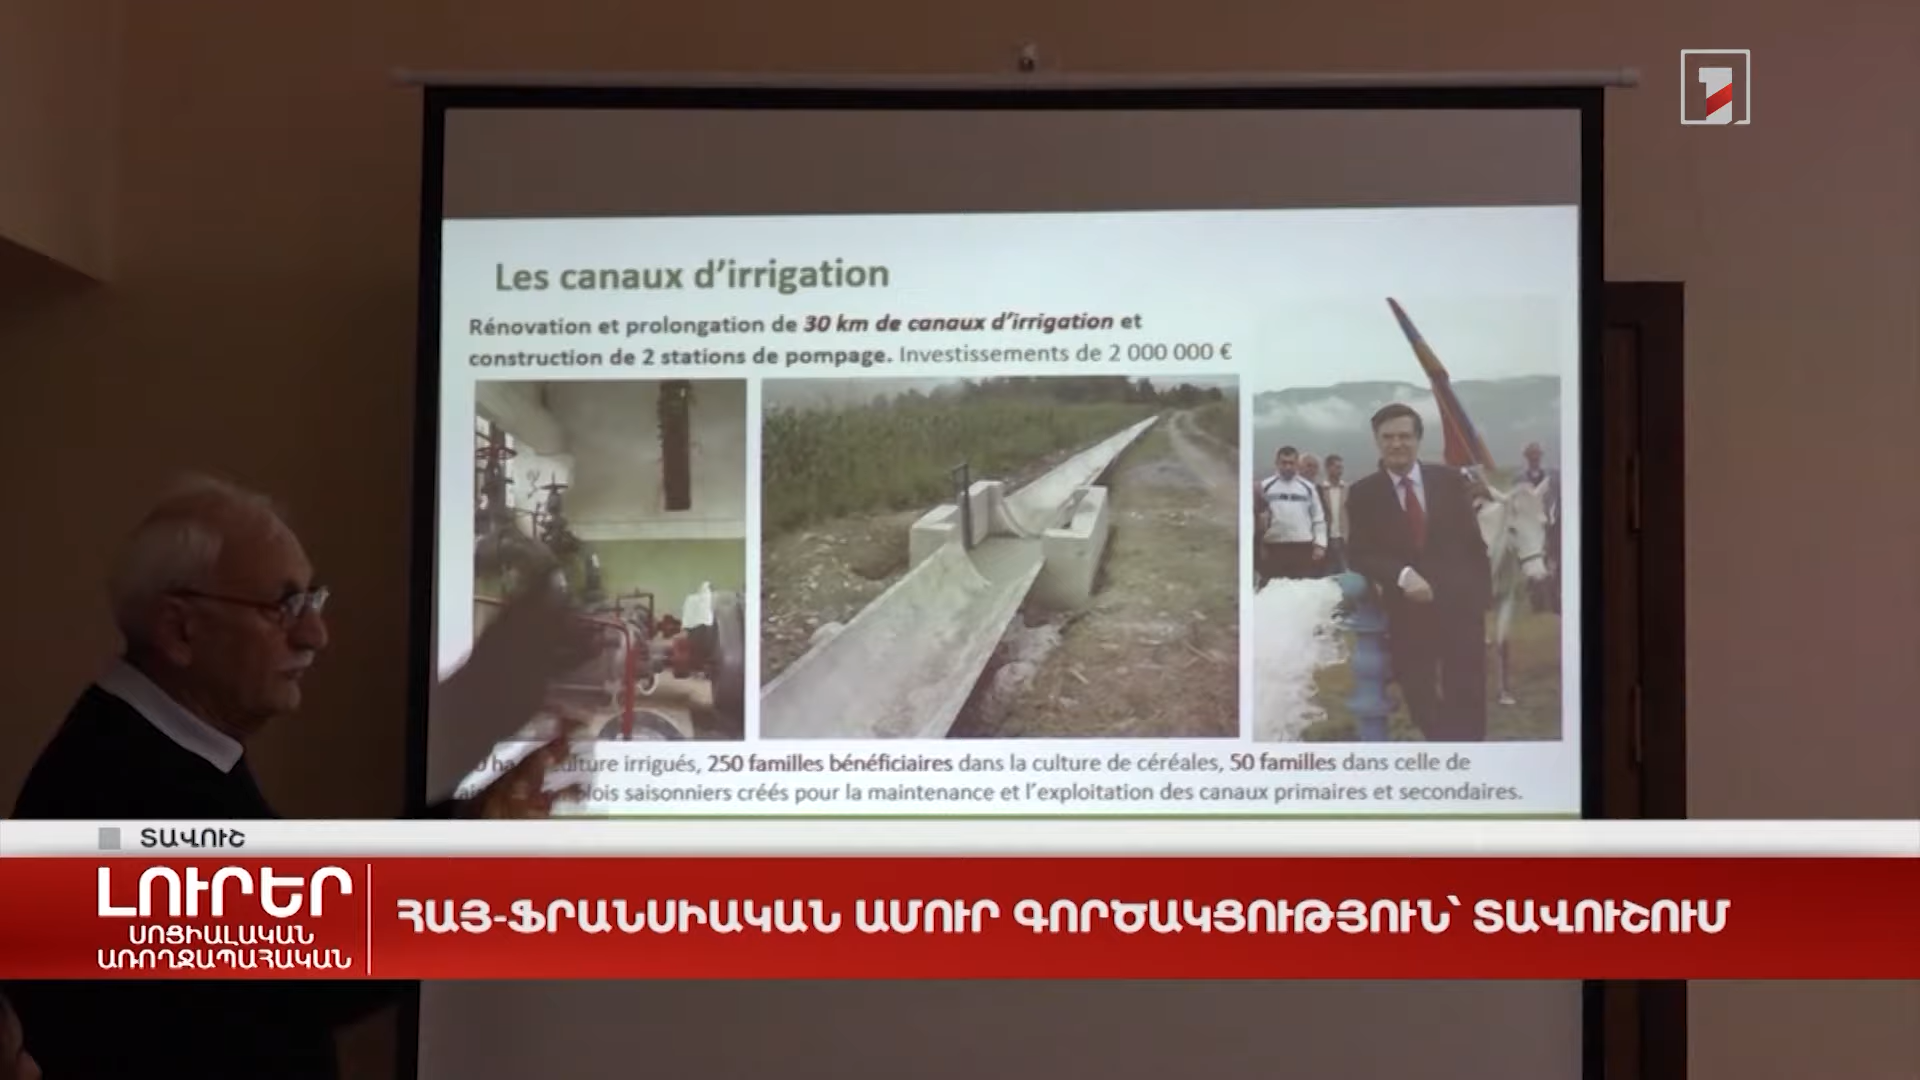 Les canaux d’irrigation
Rénovation et prolongation de 30 km de canaux d’irrigation et
construction de 2 stations de pompage. Investissements de 2 000 000 €
irrigués, 250 familles bénéficiaires dans la culture de céréales, 50 familles dans celle de
saisonniers créés pour la maintenance et l’exploitation des canaux primaires et secondaires.
ՏԱՎՈՒՇ
ԼՈՒՐԵՐ
ՍՈՑԻԱԼԱԿԱՆ
ԱՌՈՂՋԱՊԱՀԱԿԱՆ
ՀԱՅ-ՖՐԱՆՍԻԱԿԱՆ ԱՄՈՒՐ ԳՈՐԾԱԿՑՈՒԹՅՈՒՆ՝ ՏԱՎՈՒՇՈՒՄ